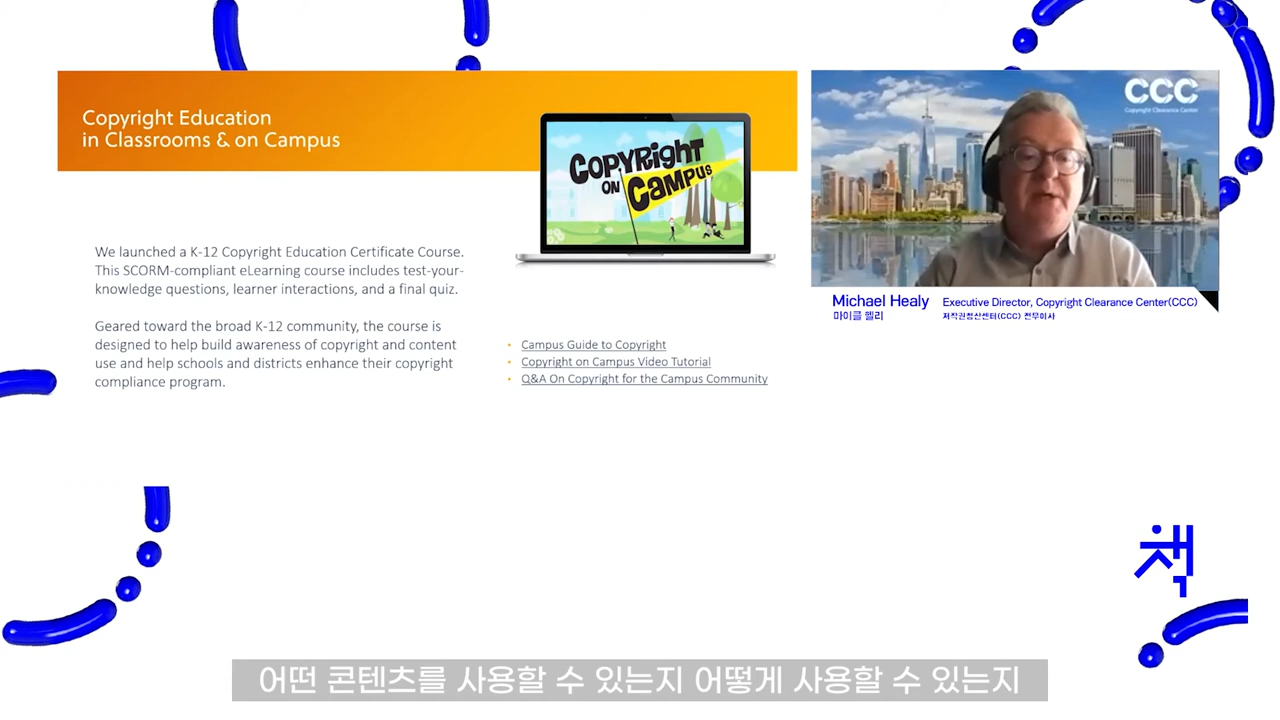 Copyright Education
in Classrooms & on Campus
COPYRIGHT
ON CAMPUS
We launched a K-12 Copyright Education Certificate Course.
This SCORM-compliant eLearning course includes test-your-
knowledge questions, learner interactions, and a final quiz.
Geared toward the broad K-12 community, the course is
designed to help build awareness of copyright and content
use and help schools and districts enhance their copyright
compliance program.
• Campus Guide to Copyright
• Copyright on Campus Video Tutorial
• Q&A On Copyright for the Campus Community
CCC
Copyright Clearance Center
Michael Healy Executive Director, Copyright Clearance Center(CCC)
마이클 힐리 저작권정산센터(CCC) 전무이사
책
어떤 콘텐츠를 사용할 수 있는지 어떻게 사용할 수 있는지